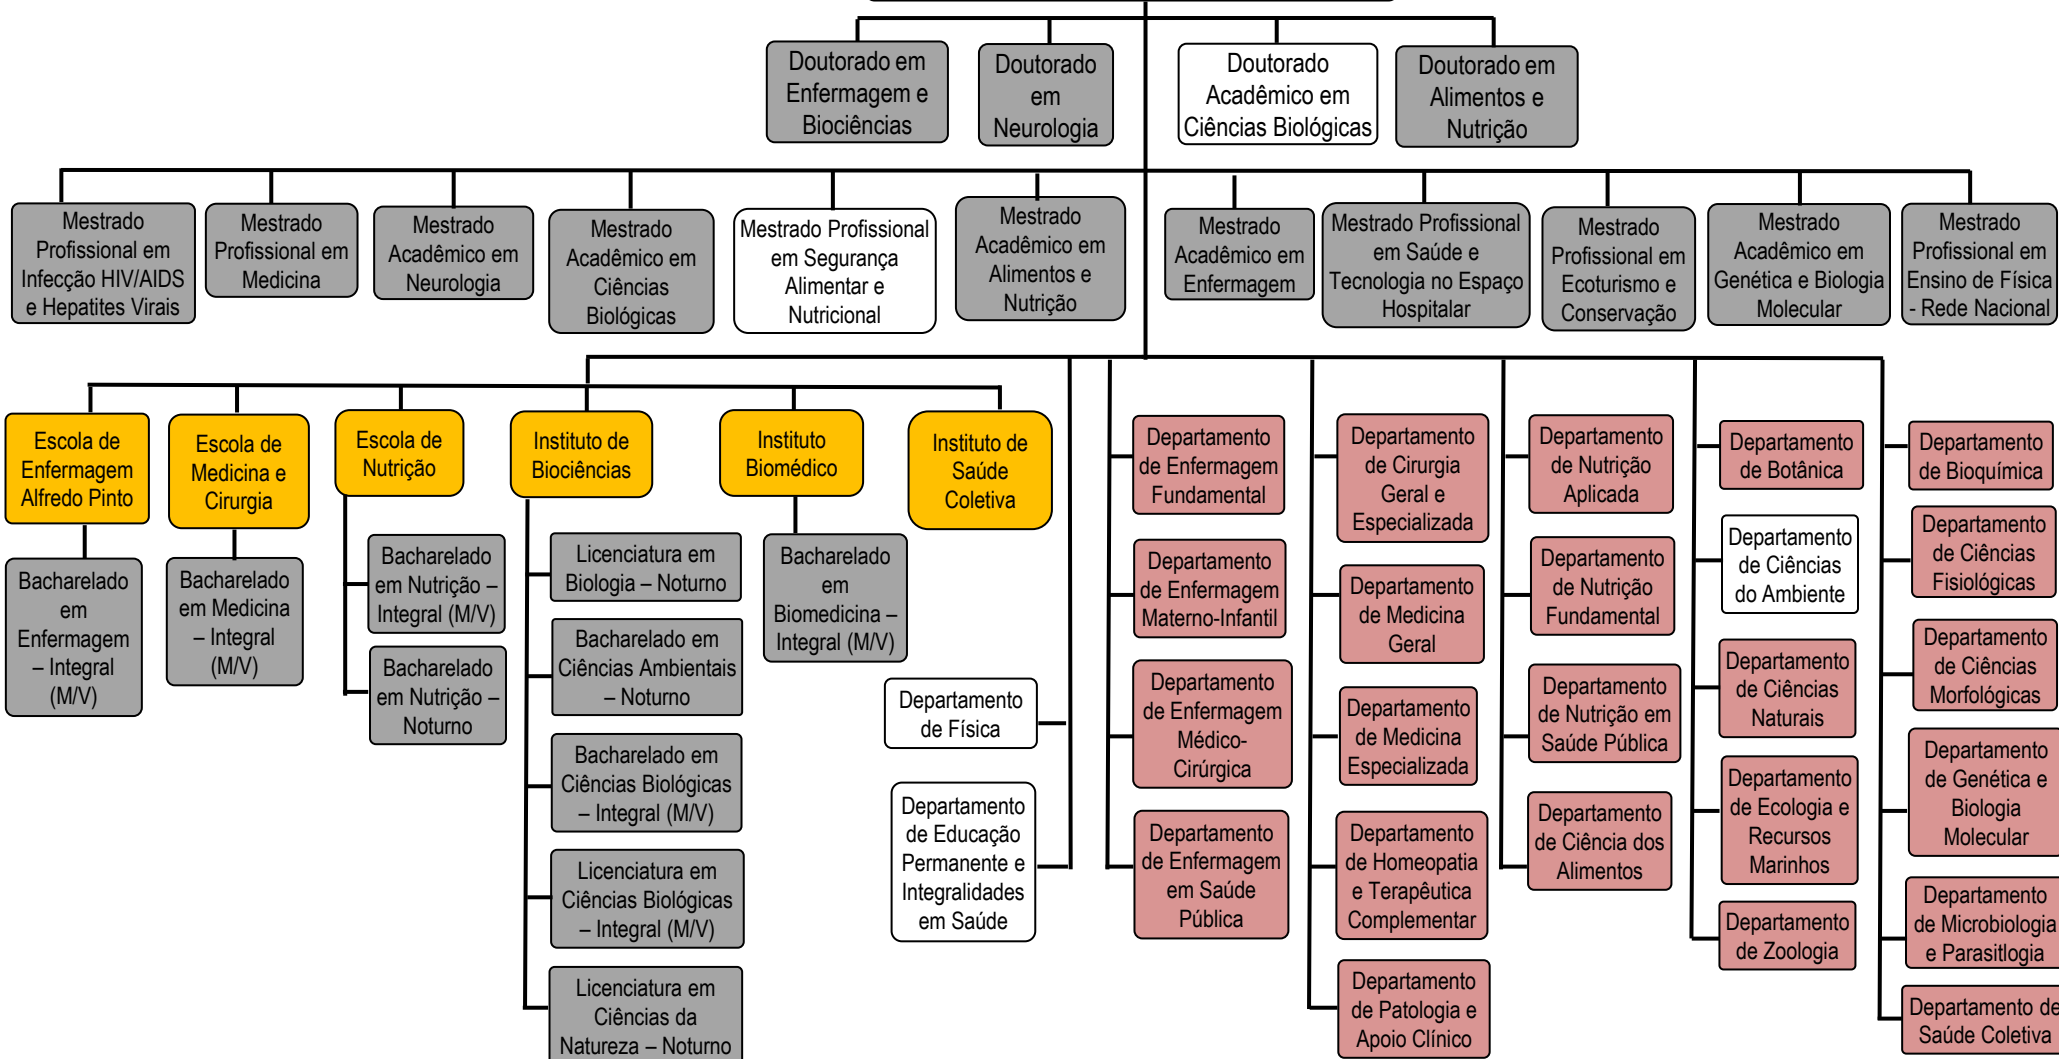 Doutorado em
Enfermagem e
Biociências
Doutorado
em
Neurologia
Doutorado
Acadêmico em
Ciências Biológicas
Doutorado em
Alimentos e
Nutrição
Mestrado
Profissional em
Infecção HIV/AIDS
e Hepatites Virais
Mestrado
Profissional em
Medicina
Mestrado
Acadêmico em
Neurologia
Mestrado
Acadêmico em
Ciências
Biológicas
Mestrado Profissional
em Segurança
Alimentar e
Nutricional
Mestrado
Acadêmico em
Alimentos e
Nutrição
Mestrado
Acadêmico em
Enfermagem
Mestrado Profissional
em Saúde e
Tecnologia no Espaço
Hospitalar
Mestrado
Profissional em
Ecoturismo e
Conservação
Mestrado
Acadêmico em
Genética e Biologia
Molecular
Mestrado
Profissional em
Ensino de Física
- Rede Nacional
Escola de
Enfermagem
Alfredo Pinto
Bacharelado
em
Enfermagem
– Integral
(M/V)
Escola de
Medicina e
Cirurgia
Bacharelado
em Medicina
– Integral
(M/V)
Escola de
Nutrição
Bacharelado
em Nutrição –
Integral (M/V)
Bacharelado
em Nutrição –
Noturno
Instituto de
Biociências
Licenciatura em
Biologia – Noturno
Bacharelado em
Ciências Ambientais
– Noturno
Bacharelado em
Ciências Biológicas
– Integral (M/V)
Licenciatura em
Ciências Biológicas
– Integral (M/V)
Licenciatura em
Ciências da
Natureza – Noturno
Instituto
Biomédico
Bacharelado
em
Biomedicina –
Integral (M/V)
Instituto de
Saúde
Coletiva
Departamento
de Física
Departamento
de Educação
Permanente e
Integralidades
em Saúde
Departamento
de Enfermagem
Fundamental
Departamento
de Enfermagem
Materno-Infantil
Departamento
de Enfermagem
Médico-
Cirúrgica
Departamento
de Enfermagem
em Saúde
Pública
Departamento
de Cirurgia
Geral e
Especializada
Departamento
de Medicina
Geral
Departamento
de Medicina
Especializada
Departamento
de Homeopatia
e Terapêutica
Complementar
Departamento
de Patologia e
Apoio Clínico
Departamento
de Nutrição
Aplicada
Departamento
de Nutrição
Fundamental
Departamento
de Nutrição em
Saúde Pública
Departamento
de Ciência dos
Alimentos
Departamento
de Botânica
Departamento
de Ciências
do Ambiente
Departamento
de Ciências
Naturais
Departamento
de Ecologia e
Recursos
Marinhos
Departamento
de Zoologia
Departamento
de Bioquímica
Departamento
de Ciências
Fisiológicas
Departamento
de Ciências
Morfológicas
Departamento
de Genética e
Biologia
Molecular
Departamento
de Microbiologia
e Parasitlogia
Departamento de
Saúde Coletiva